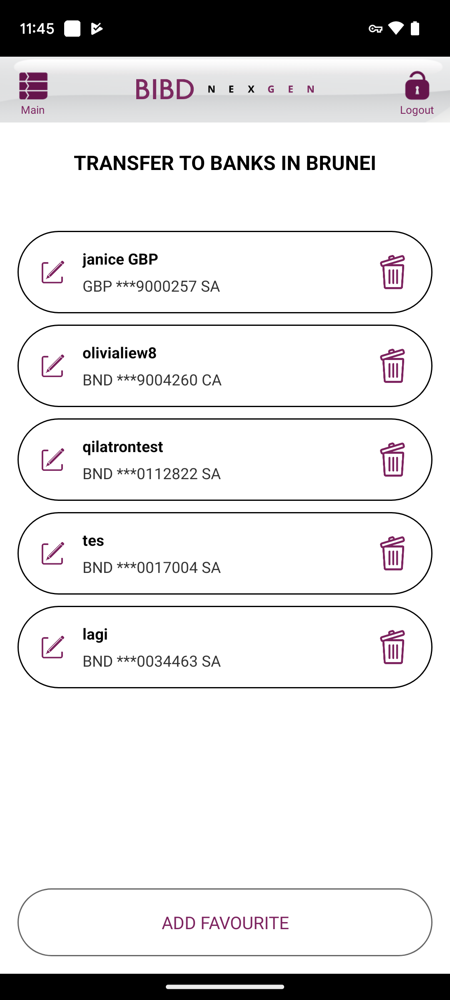 11:45
BIBD NEXGEN
Main
Logout
TRANSFER TO BANKS IN BRUNEI
janice GBP
GBP ***9000257 SA
olivialiew8
BND ***9004260 CA
qilatrontest
BND ***0112822 SA
tes
BND ***0017004 SA
lagi
BND ***0034463 SA
ADD FAVOURITE